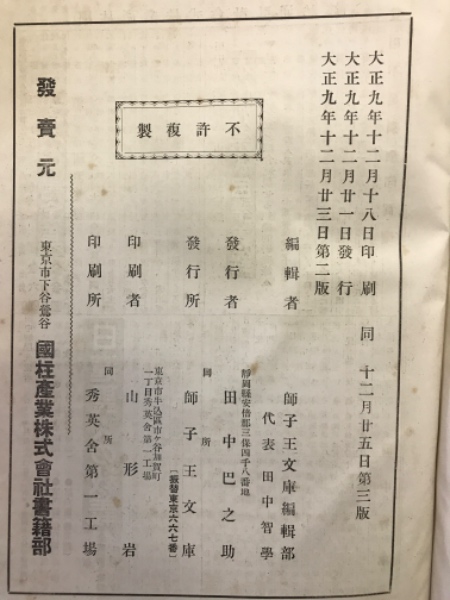 大正九年十二月十八日印刷　同　十二月廿五日第三版
大正九年十二月廿一日發行
大正九年十二月廿三日第二版
不許複製
編輯者　師子王文庫編輯部
代表　田中智學
靜岡縣安倍郡三保四千八番地
發行者　田中巴之助
發行所　同所　師子王文庫
〔振替東京六六七番〕
東京市牛込區市ヶ谷加賀町
一丁目秀英舍第一工場
印刷者　山形岩
印刷所　同所　秀英舍第一工場
發賣元　東京市下谷鶯谷　國柱產業株式會社書籍部